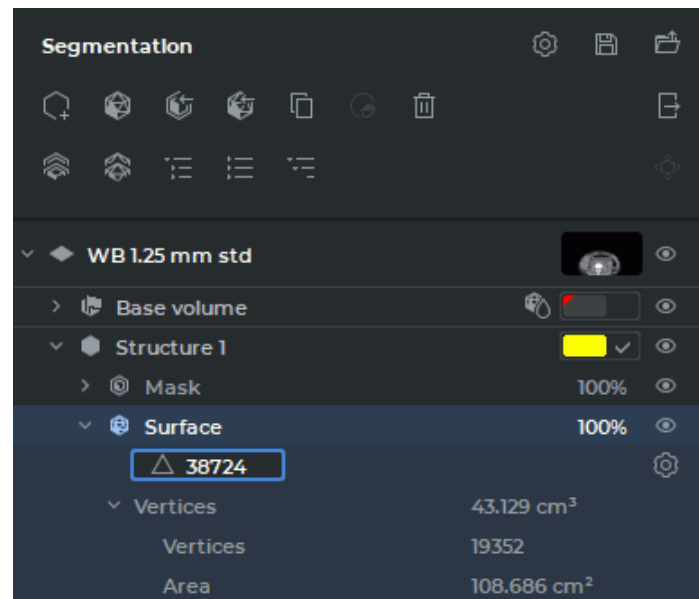 Segmentation
WB 1.25 mm std
Base volume
Structure 1
Mask 100%
Surface 100%
38724
Vertices 43.129 cm³
Vertices 19352
Area 108.686 cm²